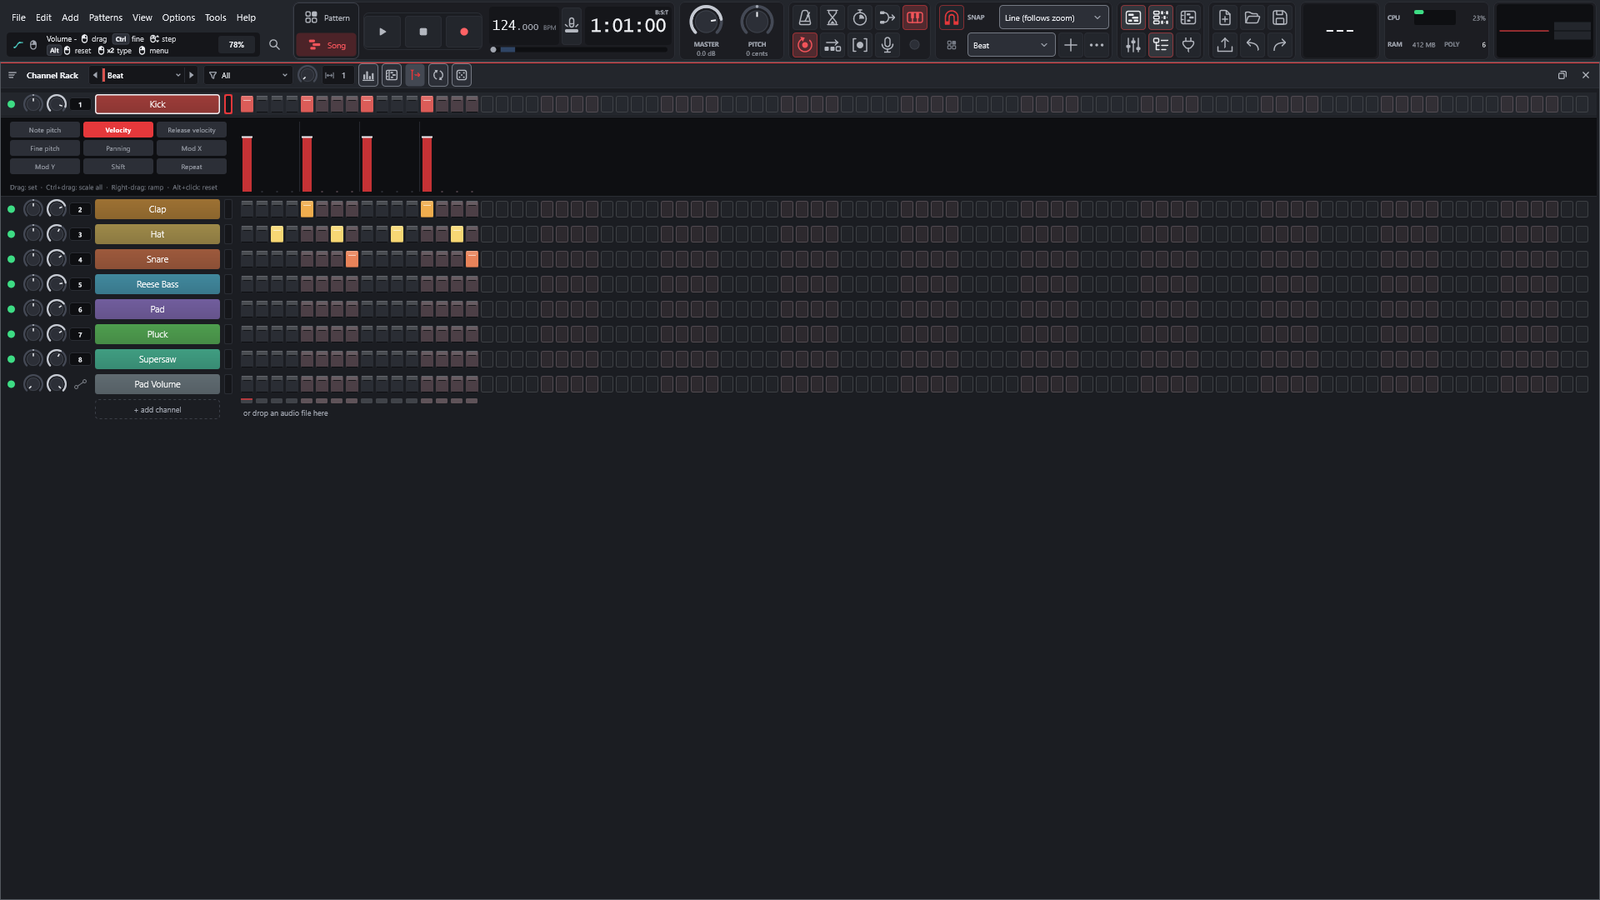 File Edit Add Patterns View Options Tools Help
Volume - drag Ctrl fine step
Alt reset x2 type menu
78%
Pattern
Song
124.000 BPM
B:S:T
1:01:00
MASTER
0.0 dB
PITCH
0 cents
SNAP
Line (follows zoom)
Beat
---
CPU 23%
RAM 412 MB POLY 6
Channel Rack
Beat
All
1
1 Kick
Note pitch Velocity Release velocity
Fine pitch Panning Mod X
Mod Y Shift Repeat
Drag: set · Ctrl+drag: scale all · Right-drag: ramp · Alt+click: reset
2 Clap
3 Hat
4 Snare
5 Reese Bass
6 Pad
7 Pluck
8 Supersaw
Pad Volume
+ add channel
or drop an audio file here